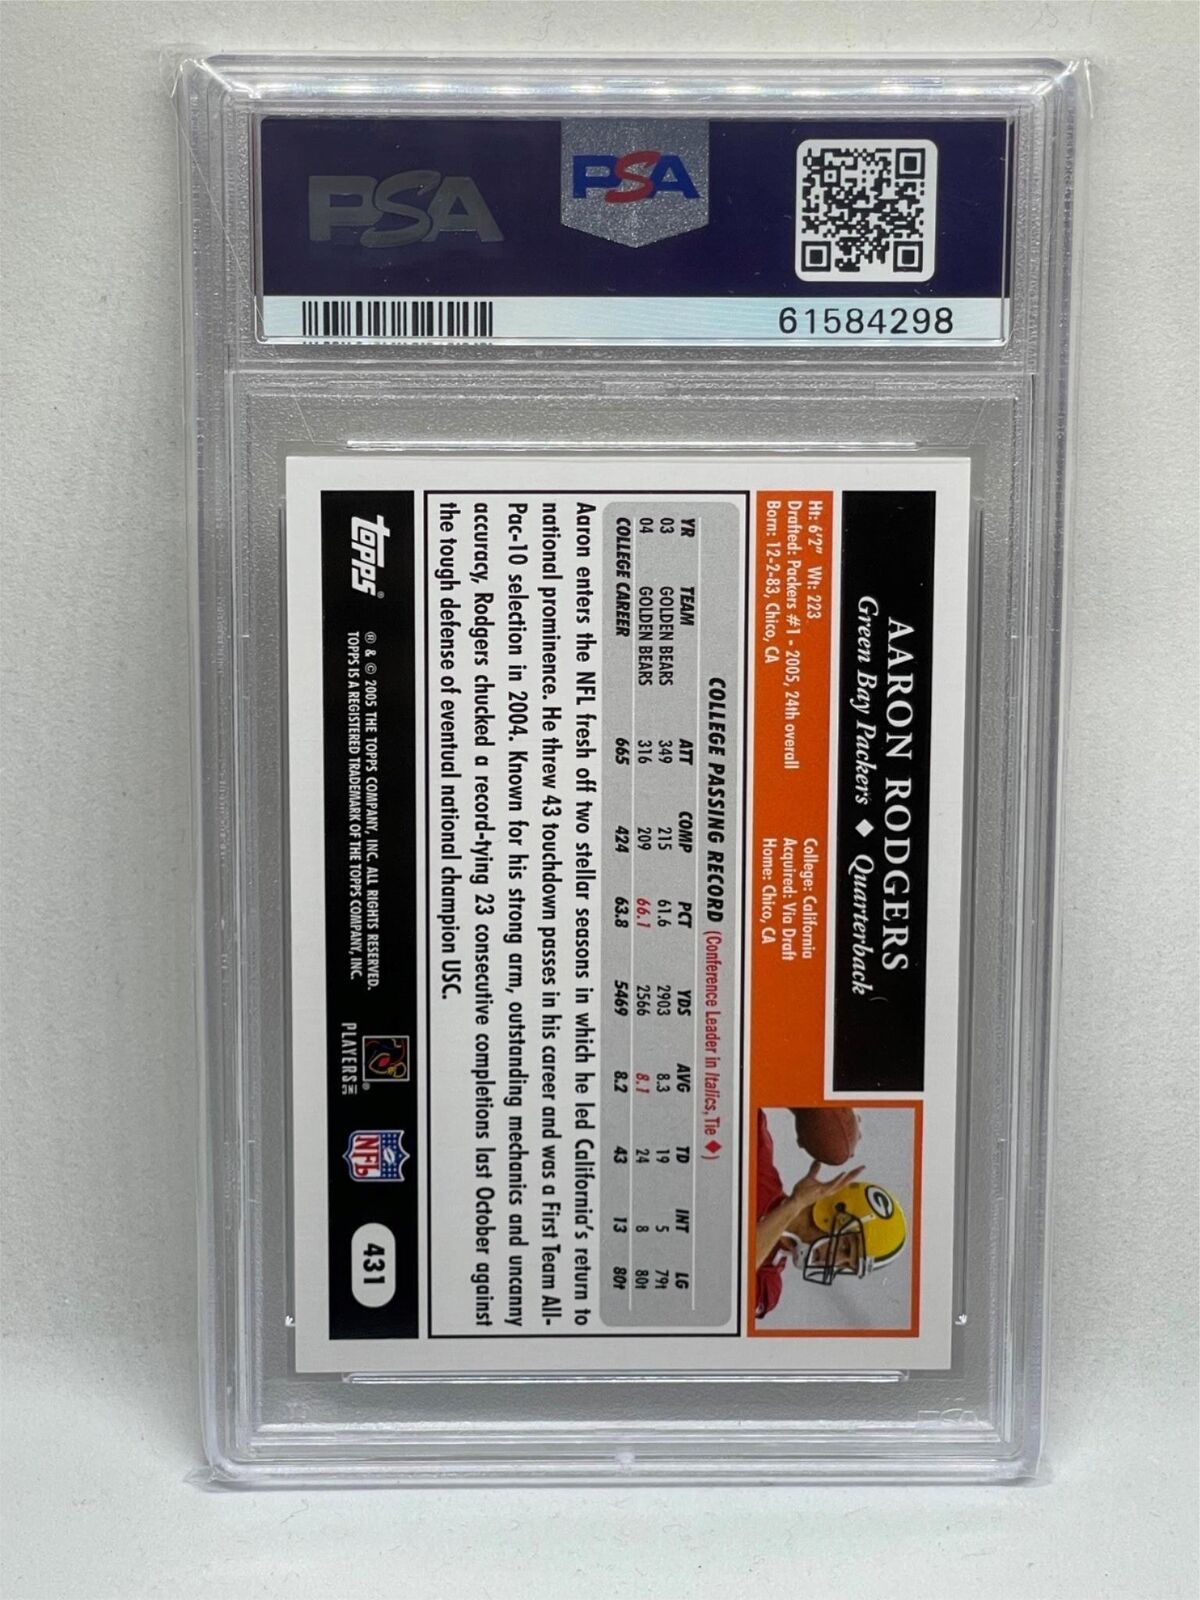 PSA
PSA
61584298
AARON RODGERS
Green Bay Packers ◆ Quarterback
Ht: 6'2" Wt: 223
Drafted: Packers #1 - 2005, 24th overall
Born: 12-2-83, Chico, CA
College: California
Acquired: Via Draft
Home: Chico, CA
COLLEGE PASSING RECORD (Conference Leader in Italics, Tie ◆)
YR TEAM ATT COMP PCT YDS AVG TD INT LG
03 GOLDEN BEARS 349 215 61.6 2903 8.3 19 5 79t
04 GOLDEN BEARS 316 209 66.1 2566 8.1 24 8 80t
COLLEGE CAREER 665 424 63.8 5469 8.2 43 13 80t
Aaron enters the NFL fresh off two stellar seasons in which he led California's return to
national prominence. He threw 43 touchdown passes in his career and was a First Team All-
Pac-10 selection in 2004. Known for his strong arm, outstanding mechanics and uncanny
accuracy, Rodgers chucked a record-tying 23 consecutive completions last October against
the tough defense of eventual national champion USC.
topps®
® & © 2005 THE TOPPS COMPANY, INC. ALL RIGHTS RESERVED.
TOPPS IS A REGISTERED TRADEMARK OF THE TOPPS COMPANY, INC.
PLAYERS INC
NFL
431